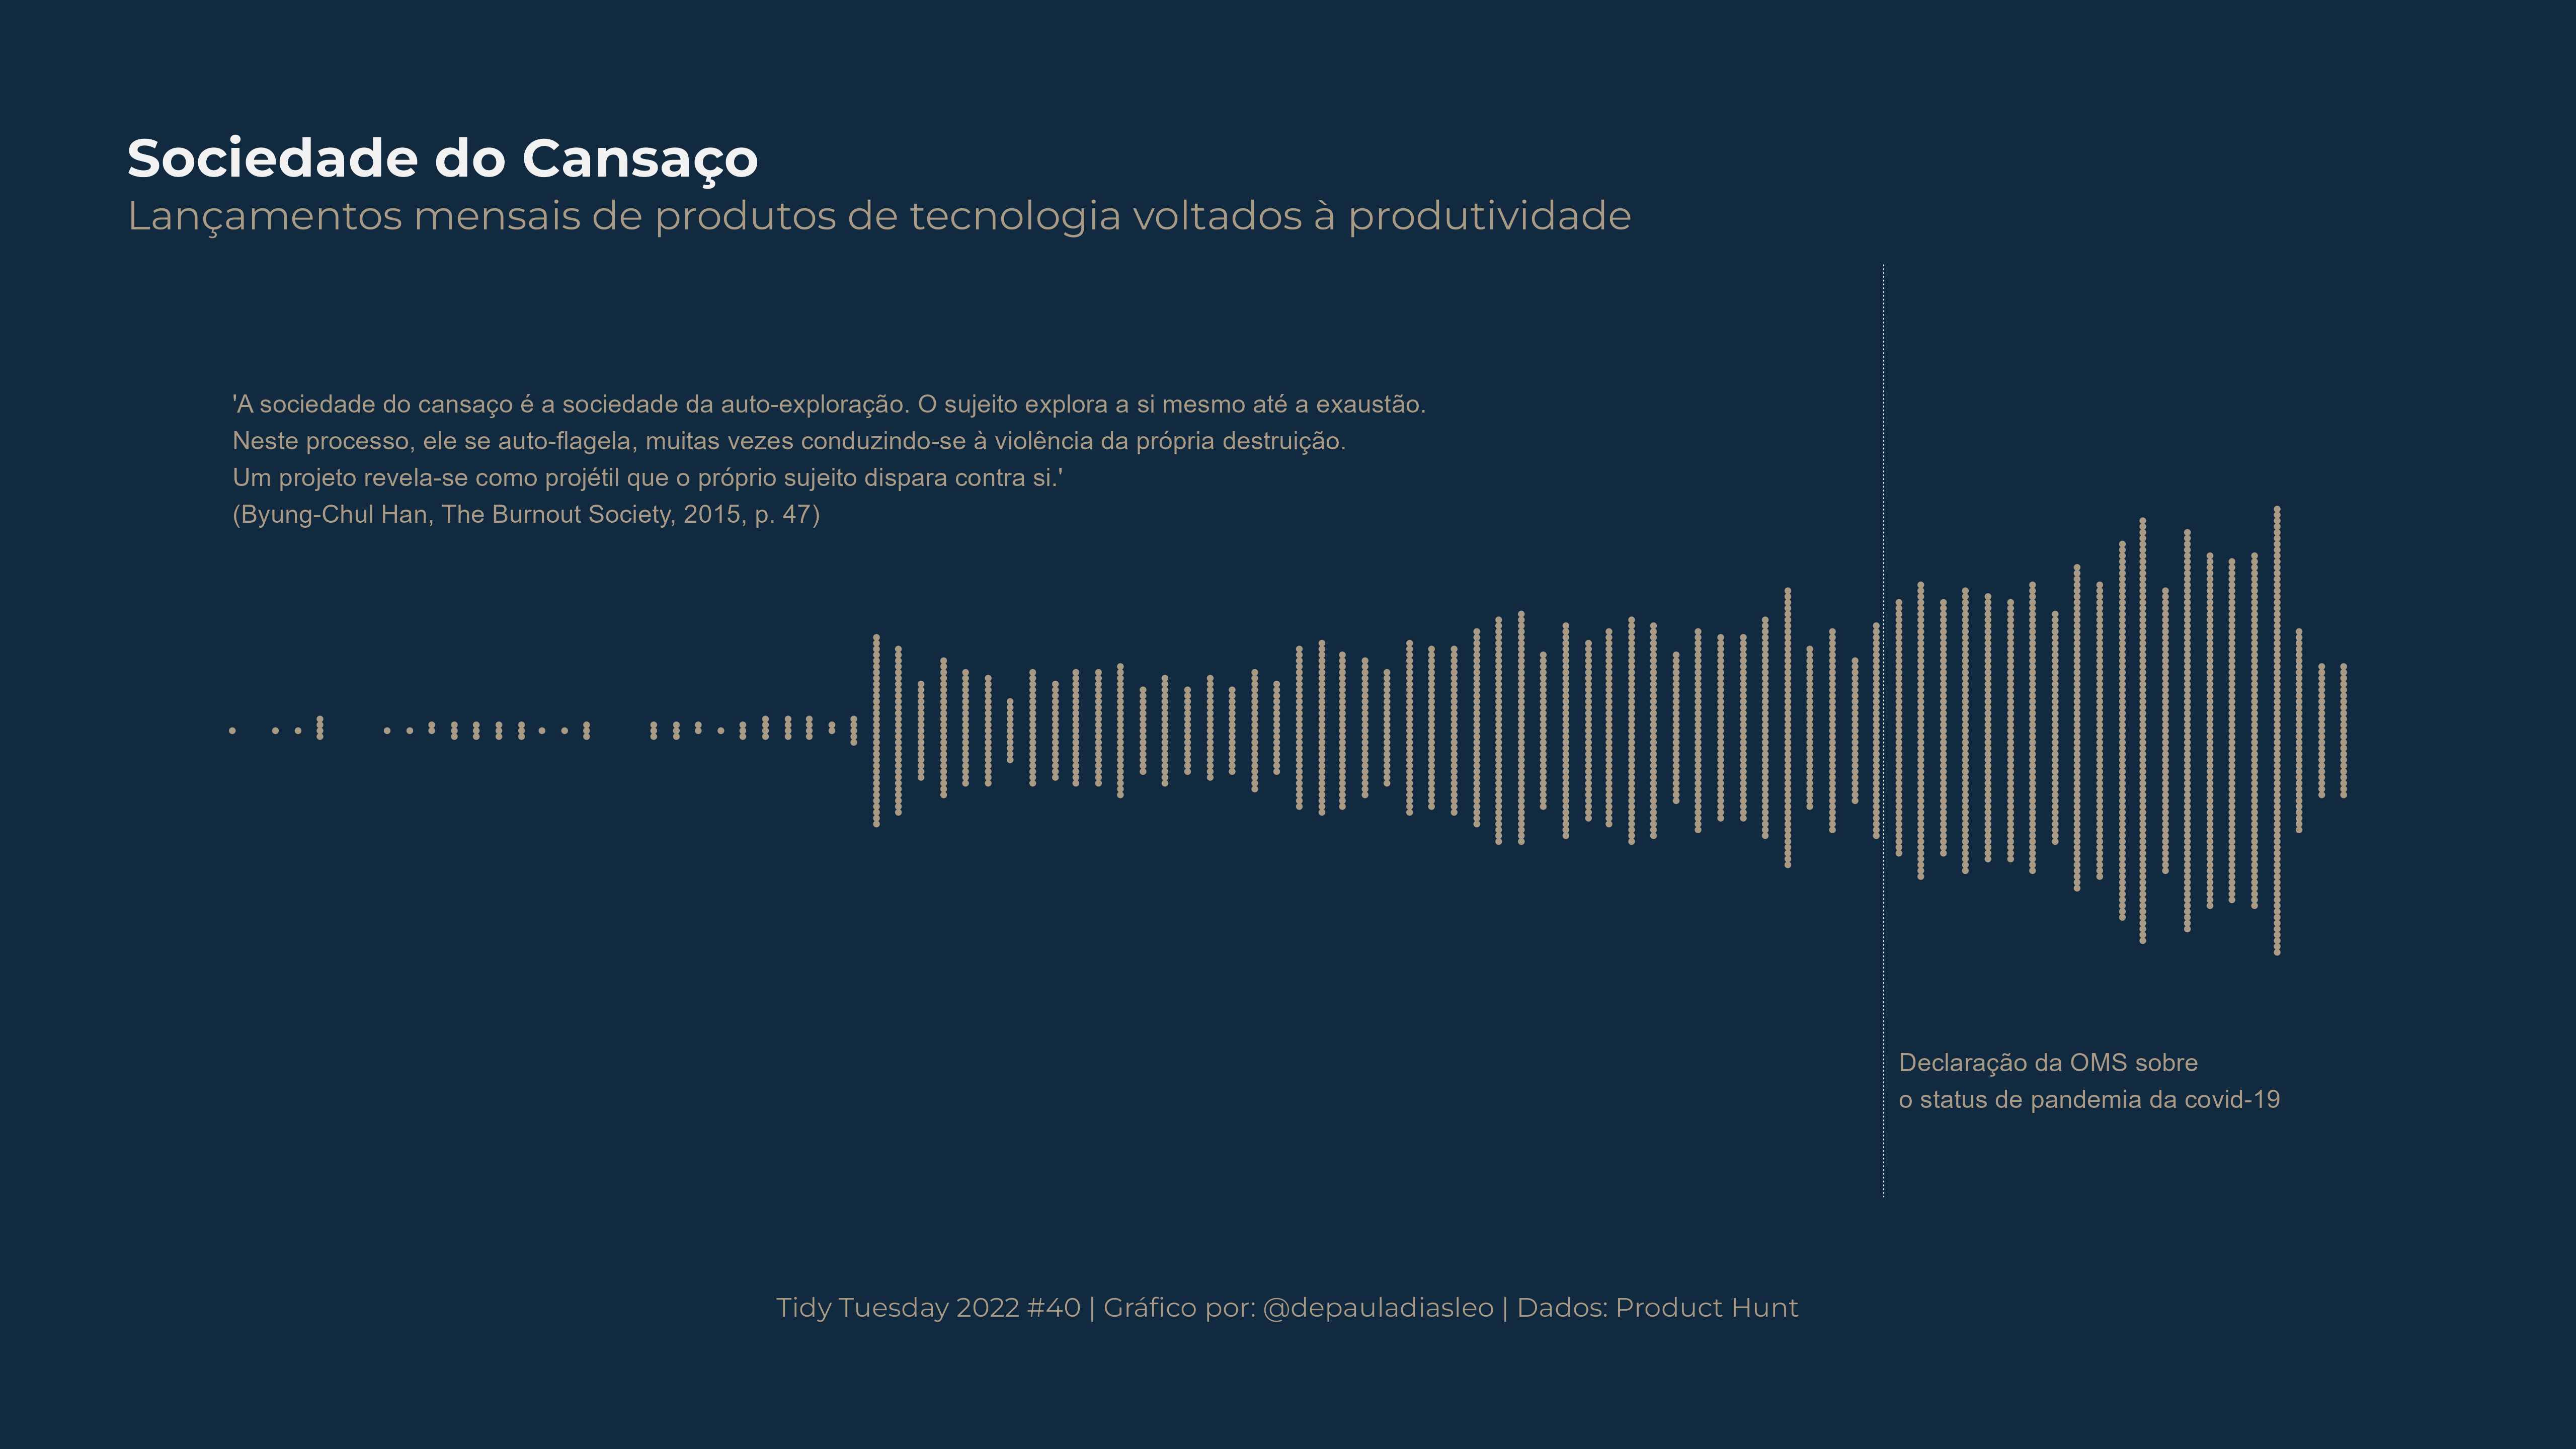 Sociedade do Cansaço
Lançamentos mensais de produtos de tecnologia voltados à produtividade
'A sociedade do cansaço é a sociedade da auto-exploração. O sujeito explora a si mesmo até a exaustão.
Neste processo, ele se auto-flagela, muitas vezes conduzindo-se à violência da própria destruição.
Um projeto revela-se como projétil que o próprio sujeito dispara contra si.'
(Byung-Chul Han, The Burnout Society, 2015, p. 47)
Declaração da OMS sobre
o status de pandemia da covid-19
Tidy Tuesday 2022 #40 | Gráfico por: @depauladiasleo | Dados: Product Hunt